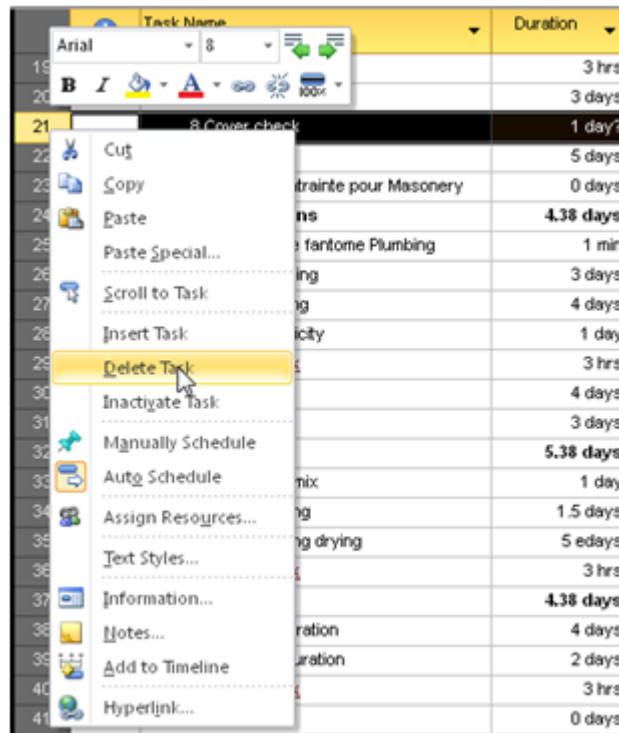 Task Name Duration
Arial 8
B I A 100%
19 3 hrs
20 3 days
21 8 Cover check 1 day?
22 5 days
23 trainte pour Masonery 0 days
24 ns 4.38 days
25 fantome Plumbing 1 min
26 ing 3 days
27 ng 4 days
28 icity 1 day
29 3 hrs
30 4 days
31 3 days
32 5.38 days
33 mix 1 day
34 ng 1.5 days
35 ng drying 5 edays
36 3 hrs
37 4.38 days
38 ration 4 days
39 uration 2 days
40 3 hrs
41 0 days
Cut
Copy
Paste
Paste Special...
Scroll to Task
Insert Task
Delete Task
Inactivate Task
Manually Schedule
Auto Schedule
Assign Resources...
Text Styles...
Information...
Notes...
Add to Timeline
Hyperlink...